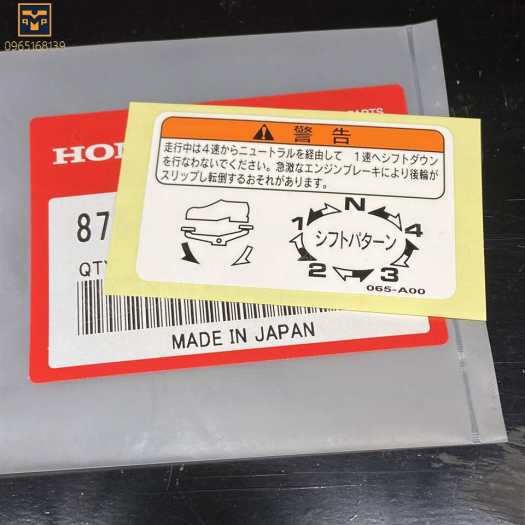 0965168139
PARTS
HON
警告
走行中は4速からニュートラルを経由して 1速へシフトダウン
を行なわないでください。急激なエンジンブレーキにより後輪が
スリップし転倒するおそれがあります。
N
1
4
シフトパターン
2
3
065-A00
87
QTY
MADE IN JAPAN